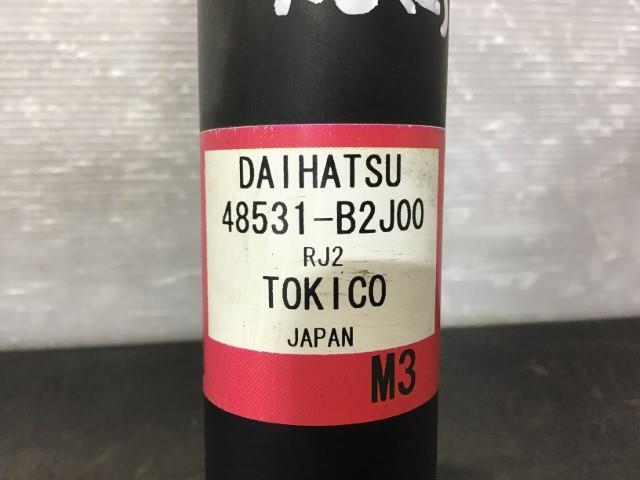 DAIHATSU
48531-B2J00
RJ2
TOKICO
JAPAN
M3